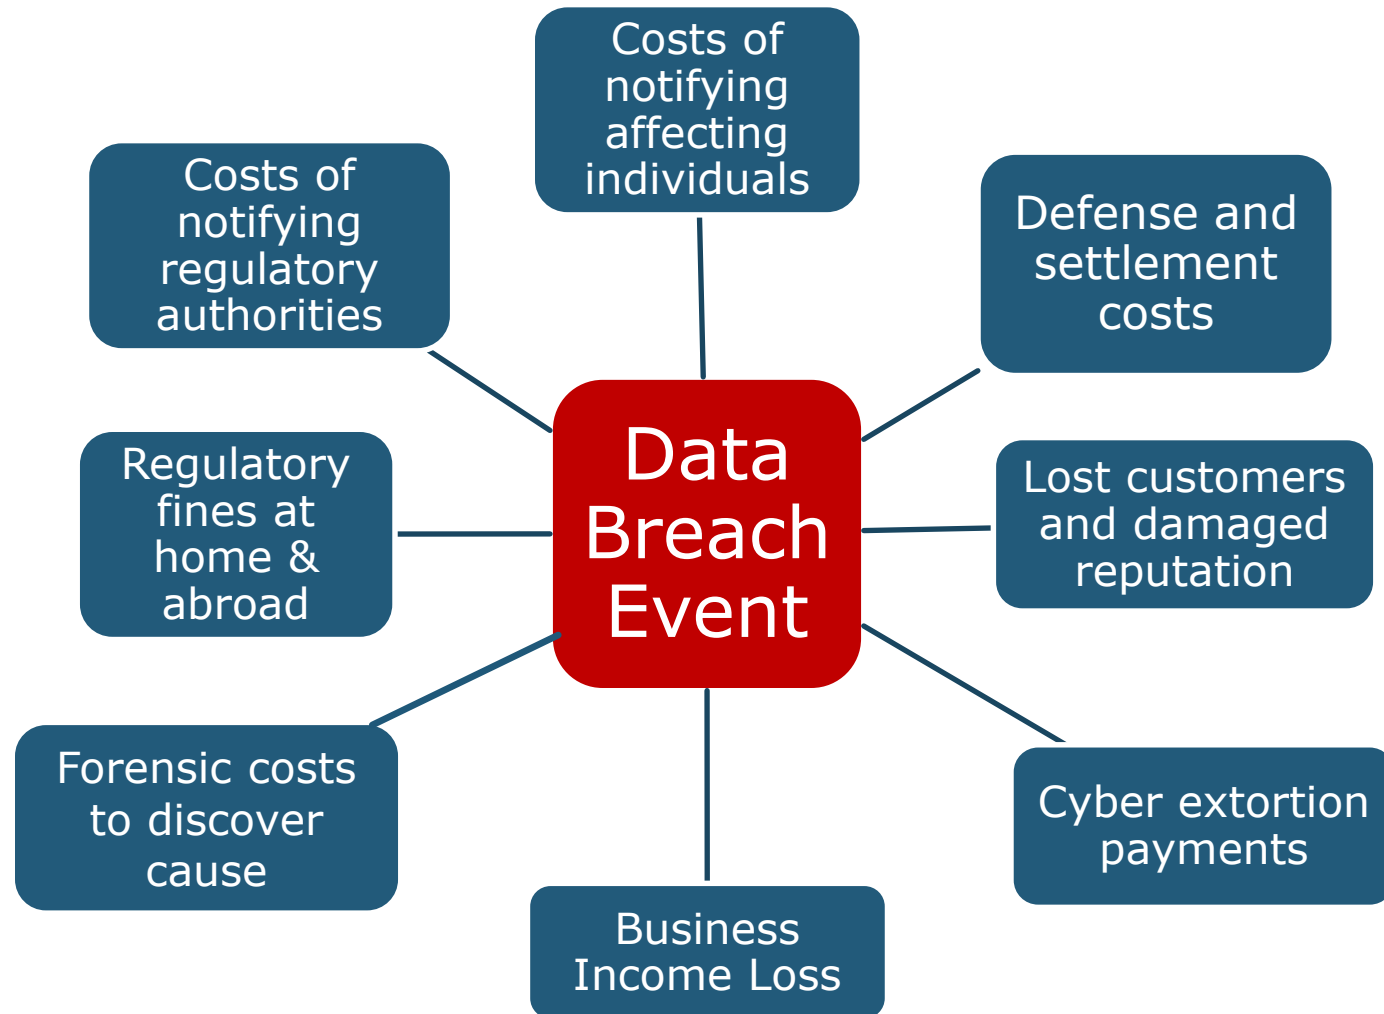 Costs of
notifying
affecting
individuals
Costs of
notifying
regulatory
authorities
Defense and
settlement
costs
Data
Breach
Event
Regulatory
fines at
home &
abroad
Lost customers
and damaged
reputation
Forensic costs
to discover
cause
Cyber extortion
payments
Business
Income Loss